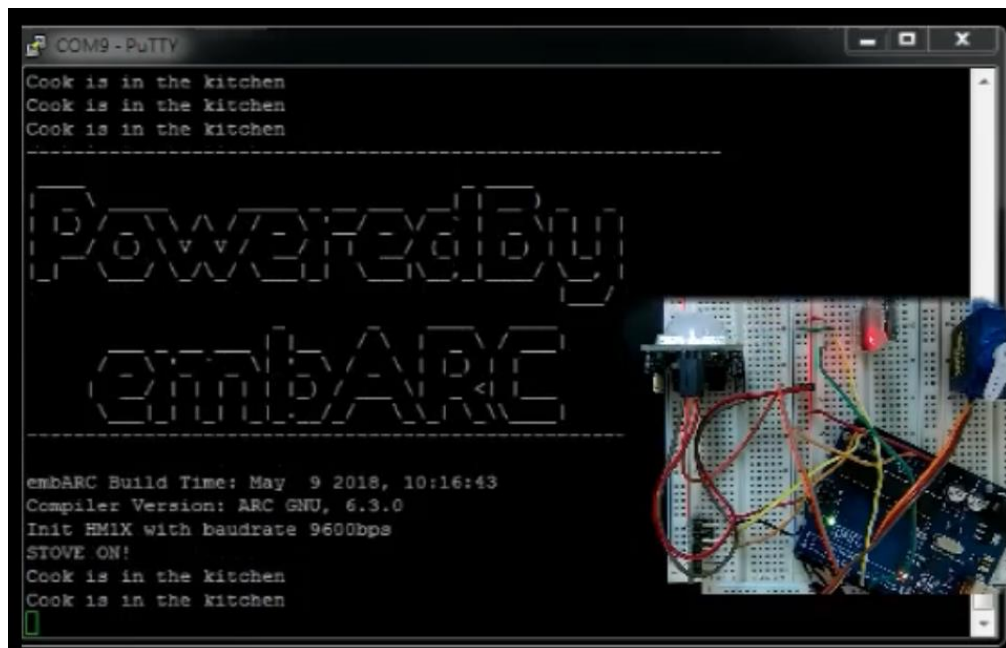 COM9 - PuTTY
Cook is in the kitchen
Cook is in the kitchen
Cook is in the kitchen
PoweredBy
embARC
embARC Build Time: May  9 2018, 10:16:43
Compiler Version: ARC GNU, 6.3.0
Init HM1X with baudrate 9600bps
STOVE ON!
Cook is in the kitchen
Cook is in the kitchen